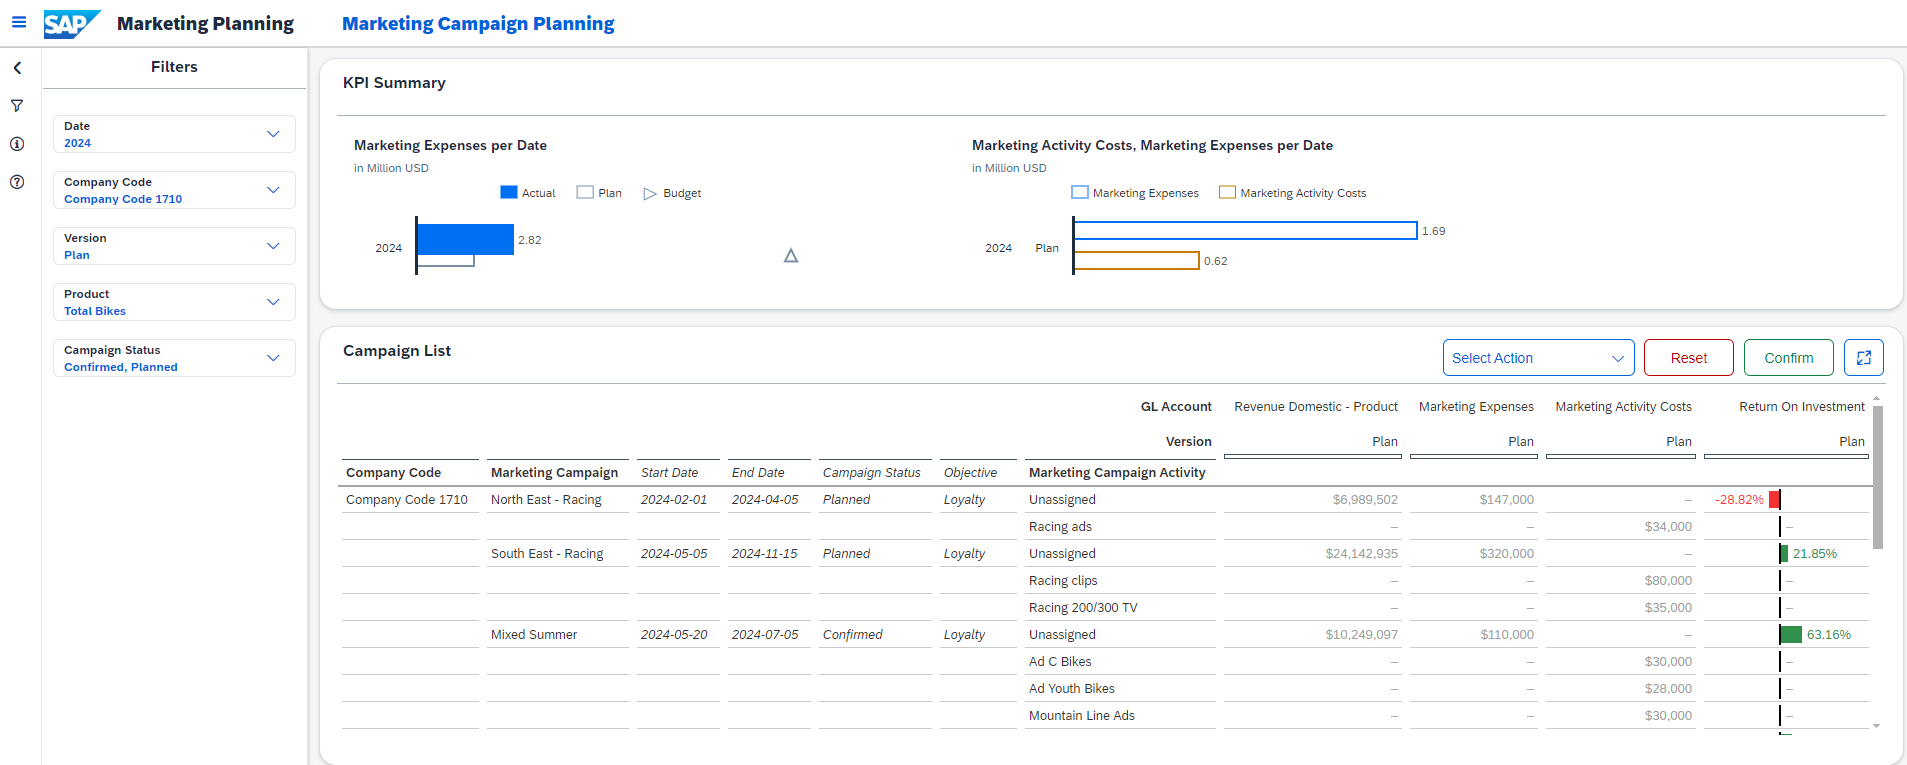 SAP Marketing Planning Marketing Campaign Planning
Filters
Date
2024
Company Code
Company Code 1710
Version
Plan
Product
Total Bikes
Campaign Status
Confirmed, Planned
KPI Summary
Marketing Expenses per Date
in Million USD
Actual Plan Budget
2024 2.82
Marketing Activity Costs, Marketing Expenses per Date
in Million USD
Marketing Expenses Marketing Activity Costs
2024 Plan 1.69
0.62
Campaign List
Select Action Reset Confirm
GL Account Revenue Domestic - Product Marketing Expenses Marketing Activity Costs Return On Investment
Version Plan Plan Plan Plan
Company Code Marketing Campaign Start Date End Date Campaign Status Objective Marketing Campaign Activity
Company Code 1710 North East - Racing 2024-02-01 2024-04-05 Planned Loyalty Unassigned $6,989,502 $147,000 – -28.82%
Racing ads – – $34,000 –
South East - Racing 2024-05-05 2024-11-15 Planned Loyalty Unassigned $24,142,935 $320,000 – 21.85%
Racing clips – – $80,000 –
Racing 200/300 TV – – $35,000 –
Mixed Summer 2024-05-20 2024-07-05 Confirmed Loyalty Unassigned $10,249,097 $110,000 – 63.16%
Ad C Bikes – – $30,000 –
Ad Youth Bikes – – $28,000 –
Mountain Line Ads – – $30,000 –